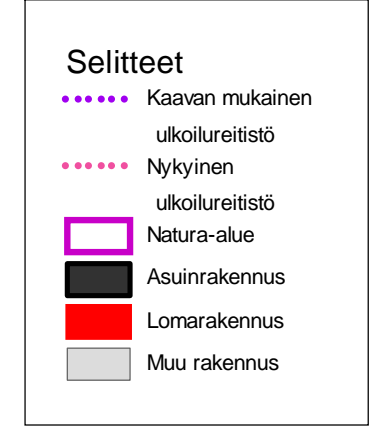 Selitteet
Kaavan mukainen
ulkoilureitistö
Nykyinen
ulkoilureitistö
Natura-alue
Asuinrakennus
Lomarakennus
Muu rakennus